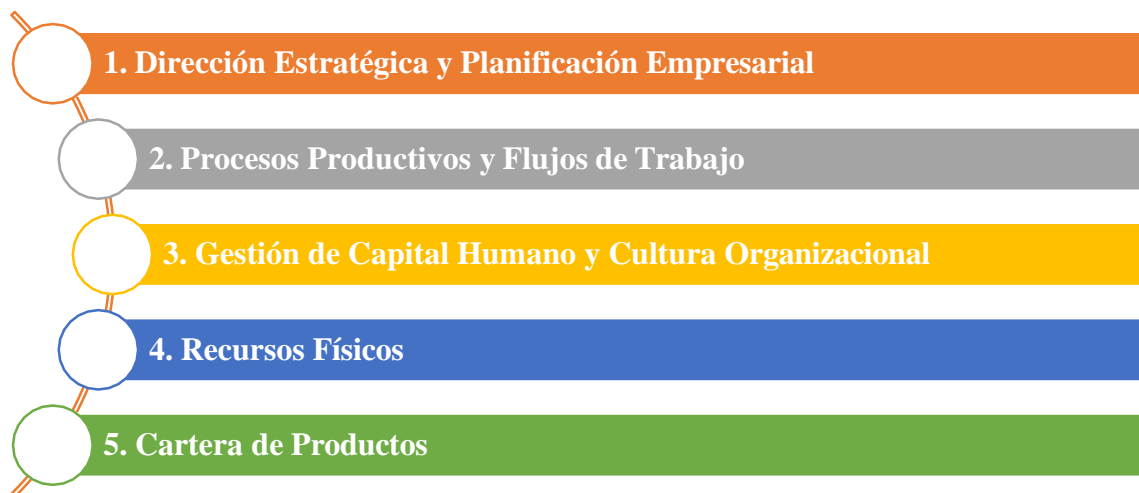 1. Dirección Estratégica y Planificación Empresarial
2. Procesos Productivos y Flujos de Trabajo
3. Gestión de Capital Humano y Cultura Organizacional
4. Recursos Físicos
5. Cartera de Productos